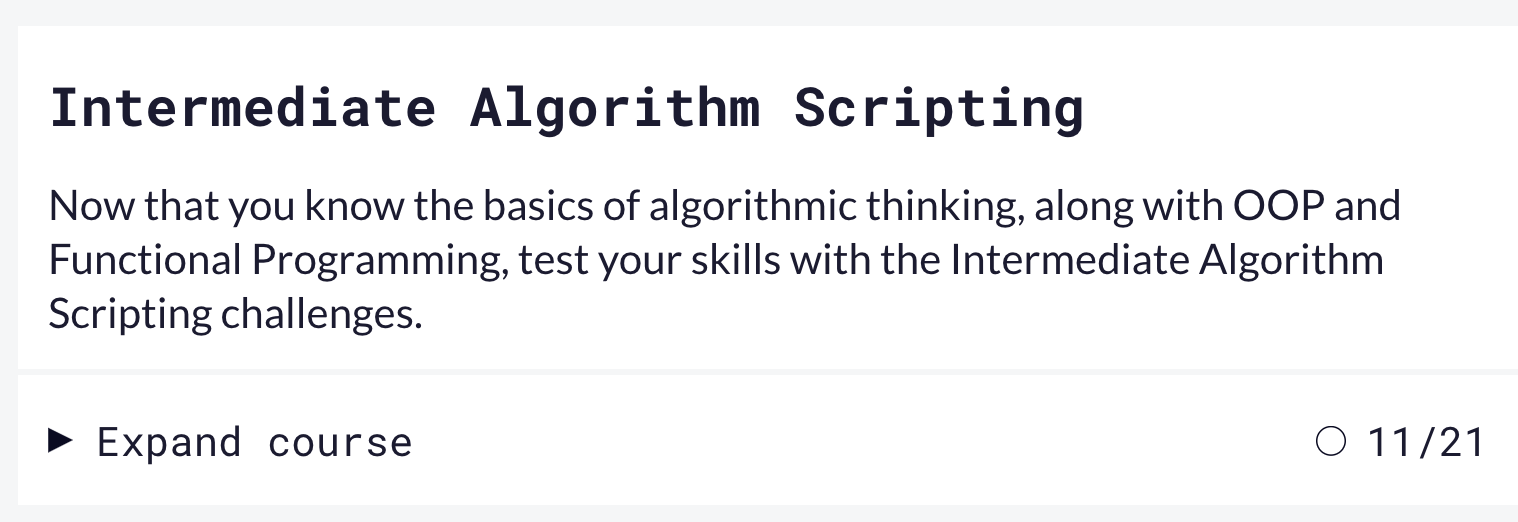 Intermediate Algorithm Scripting
Now that you know the basics of algorithmic thinking, along with OOP and
Functional Programming, test your skills with the Intermediate Algorithm
Scripting challenges.
Expand course 11/21